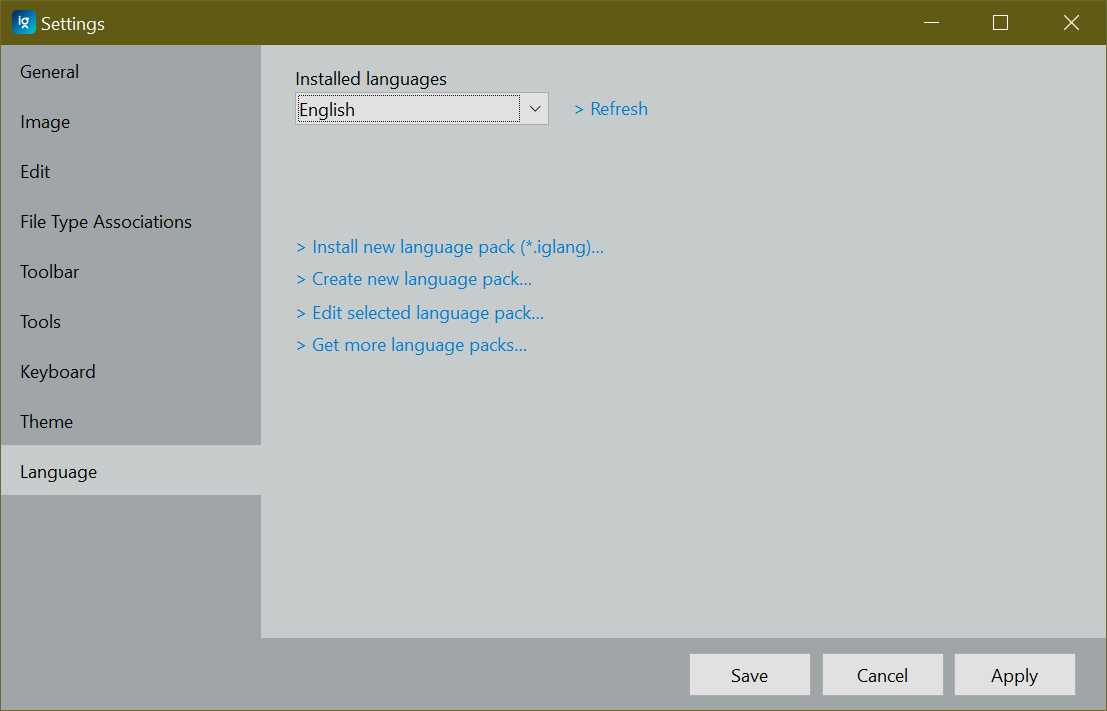 ig Settings
General
Image
Edit
File Type Associations
Toolbar
Tools
Keyboard
Theme
Language
Installed languages
English > Refresh
> Install new language pack (*.iglang)...
> Create new language pack...
> Edit selected language pack...
> Get more language packs...
Save Cancel Apply